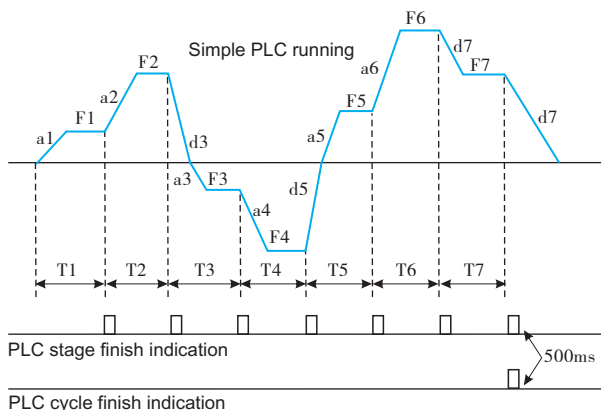 Simple PLC running
F6
F2
d7
F7
a6
a2
F5
F1
d7
a1
d3
a5
a3
F3
d5
a4
F4
T1
T2
T3
T4
T5
T6
T7
PLC stage finish indication
500ms
PLC cycle finish indication